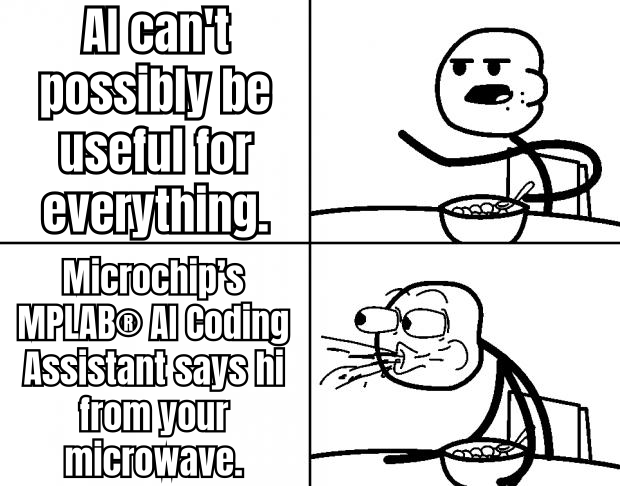 AI can't
possibly be
useful for
everything.
Microchip's
MPLAB® AI Coding
Assistant says hi
from your
microwave.